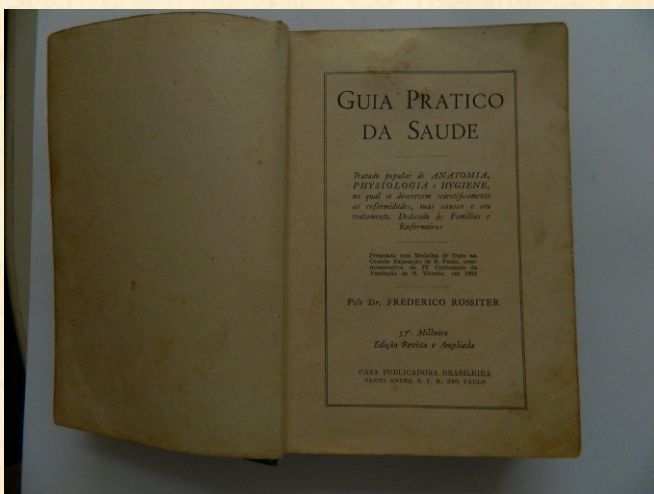 GUIA PRATICO
DA SAUDE
Tratado popular de ANATOMIA,
PHYSIOLOGIA e HYGIENE,
no qual se descrevem scientificamente
as enfermidades, suas causas e seu
tratamento. Dedicado ás Familias e
Enfermeiros
Premiado com Medalha de Ouro na
Grande Exposição de S. Paulo, com-
memorativa do IV Centenario da
Fundação de S. Vicente, em 1932
Pelo Dr. FREDERICO ROSSITER
37º. Milheiro
Edição Revista e Ampliada
CASA PUBLICADORA BRASILEIRA
SANTO ANDRE, S. P. R., SÃO PAULO